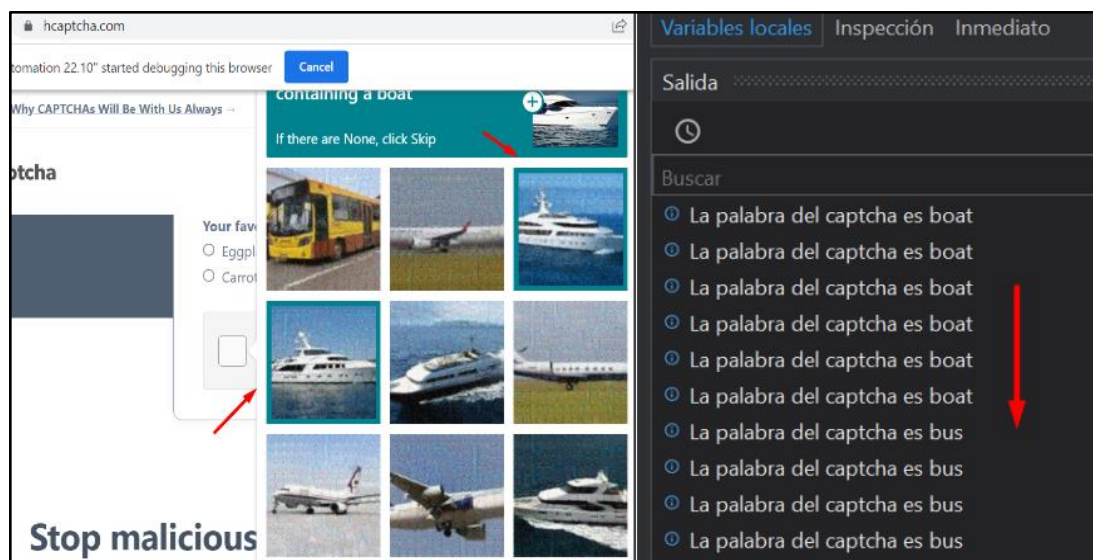 hcaptcha.com
tomation 22.10" started debugging this browser Cancel
Why CAPTCHAs Will Be With Us Always →
containing a boat
If there are None, click Skip
ptcha
Your fav
Eggpl
Carrot
Stop malicious
Variables locales Inspección Inmediato
Salida
Buscar
La palabra del captcha es boat
La palabra del captcha es boat
La palabra del captcha es boat
La palabra del captcha es boat
La palabra del captcha es boat
La palabra del captcha es boat
La palabra del captcha es bus
La palabra del captcha es bus
La palabra del captcha es bus
La palabra del captcha es bus